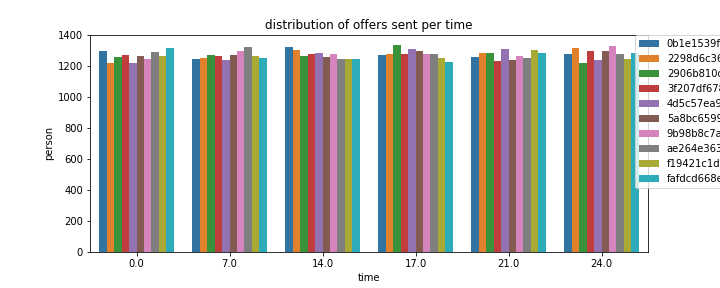 distribution of offers sent per time
person
1400
1200
1000
800
600
400
200
0
0.0 7.0 14.0 17.0 21.0 24.0
time
0b1e1539f
2298d6c36
2906b810c
3f207df678
4d5c57ea9
5a8bc6599
9b98b8c7a
ae264e363
f19421c1d
fafdcd668e